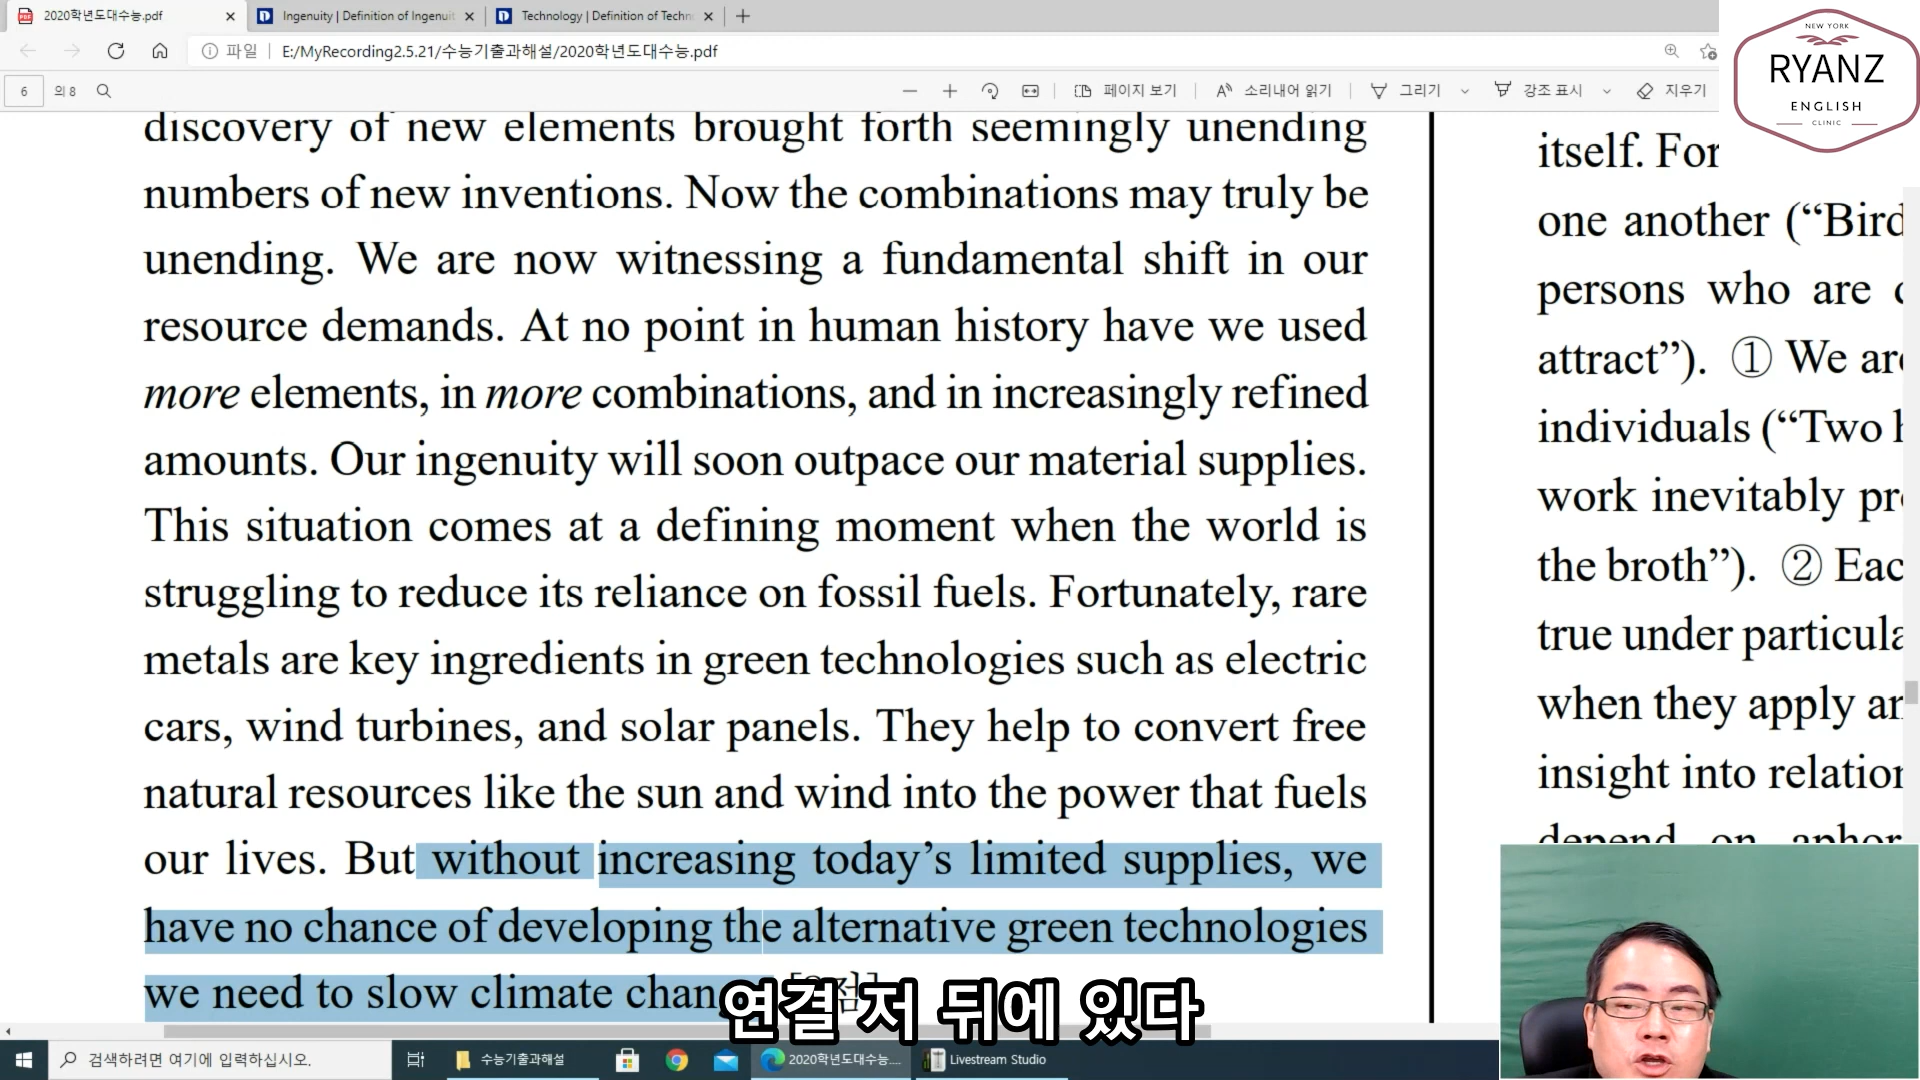 2020학년도대수능.pdf
Ingenuity | Definition of Ingenuit
Technology | Definition of Techn
파일
E:/MyRecording2.5.21/수능기출과해설/2020학년도대수능.pdf
6 의 8
페이지 보기
소리내어 읽기
그리기
강조 표시
지우기
NEW YORK
RYANZ
ENGLISH
CLINIC
discovery of new elements brought forth seemingly unending
numbers of new inventions. Now the combinations may truly be
unending. We are now witnessing a fundamental shift in our
resource demands. At no point in human history have we used
more elements, in more combinations, and in increasingly refined
amounts. Our ingenuity will soon outpace our material supplies.
This situation comes at a defining moment when the world is
struggling to reduce its reliance on fossil fuels. Fortunately, rare
metals are key ingredients in green technologies such as electric
cars, wind turbines, and solar panels. They help to convert free
natural resources like the sun and wind into the power that fuels
our lives. But without increasing today’s limited supplies, we
have no chance of developing the alternative green technologies
we need to slow climate chan
itself. For
one another (“Bird
persons who are
attract”). ① We are
individuals (“Two
work inevitably pr
the broth”). ② Eac
true under particula
when they apply an
insight into relation
depend on aphor
연결 저 뒤에 있다
검색하려면 여기에 입력하십시오.
수능기출과해설
2020학년도대수능....
Livestream Studio